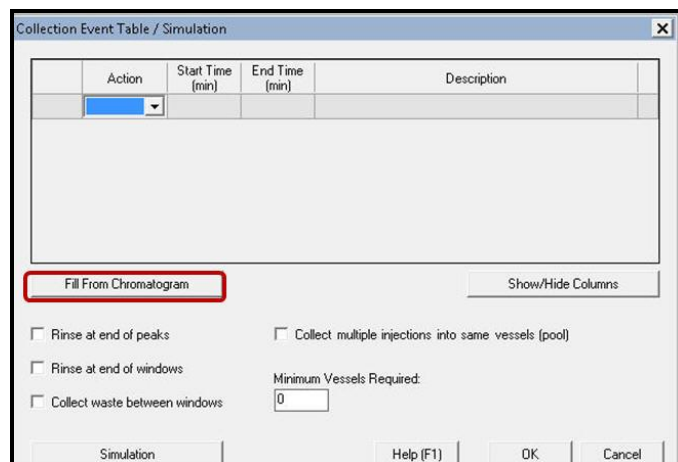 Collection Event Table / Simulation
Action Start Time (min) End Time (min) Description
Fill From Chromatogram Show/Hide Columns
Rinse at end of peaks Collect multiple injections into same vessels (pool)
Rinse at end of windows
Minimum Vessels Required:
Collect waste between windows 0
Simulation Help (F1) OK Cancel